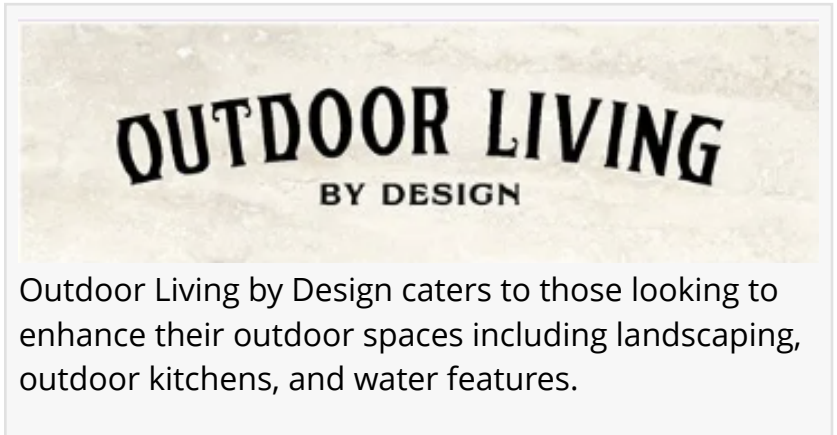 OUTDOOR LIVING
BY DESIGN
Outdoor Living by Design caters to those looking to
enhance their outdoor spaces including landscaping,
outdoor kitchens, and water features.